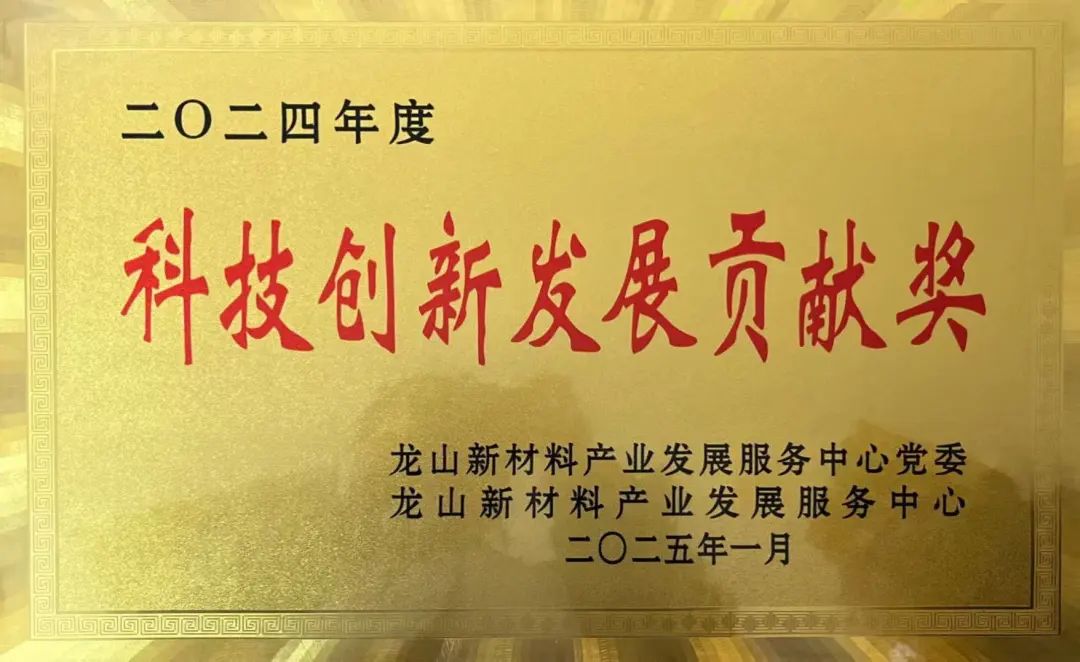 二〇二四年度
科技创新发展贡献奖
龙山新材料产业发展服务中心党委
龙山新材料产业发展服务中心
二〇二五年一月